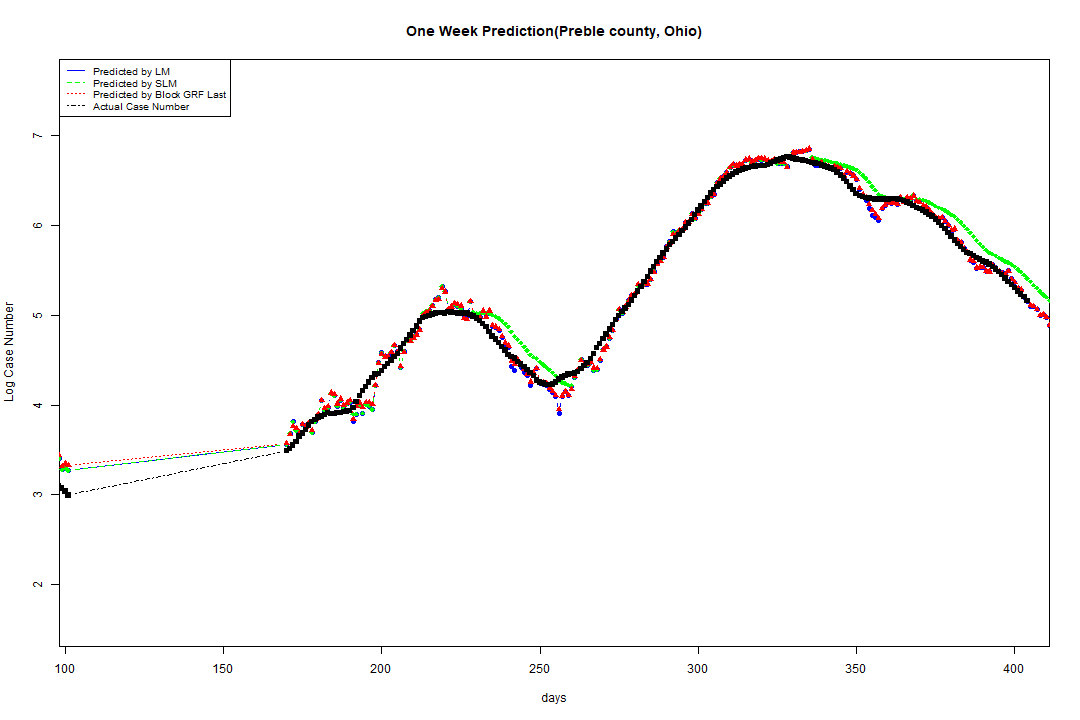 One Week Prediction(Preble county, Ohio)
Predicted by LM
Predicted by SLM
Predicted by Block GRF Last
Actual Case Number
7
6
5
4
3
2
Log Case Number
100 150 200 250 300 350 400
days